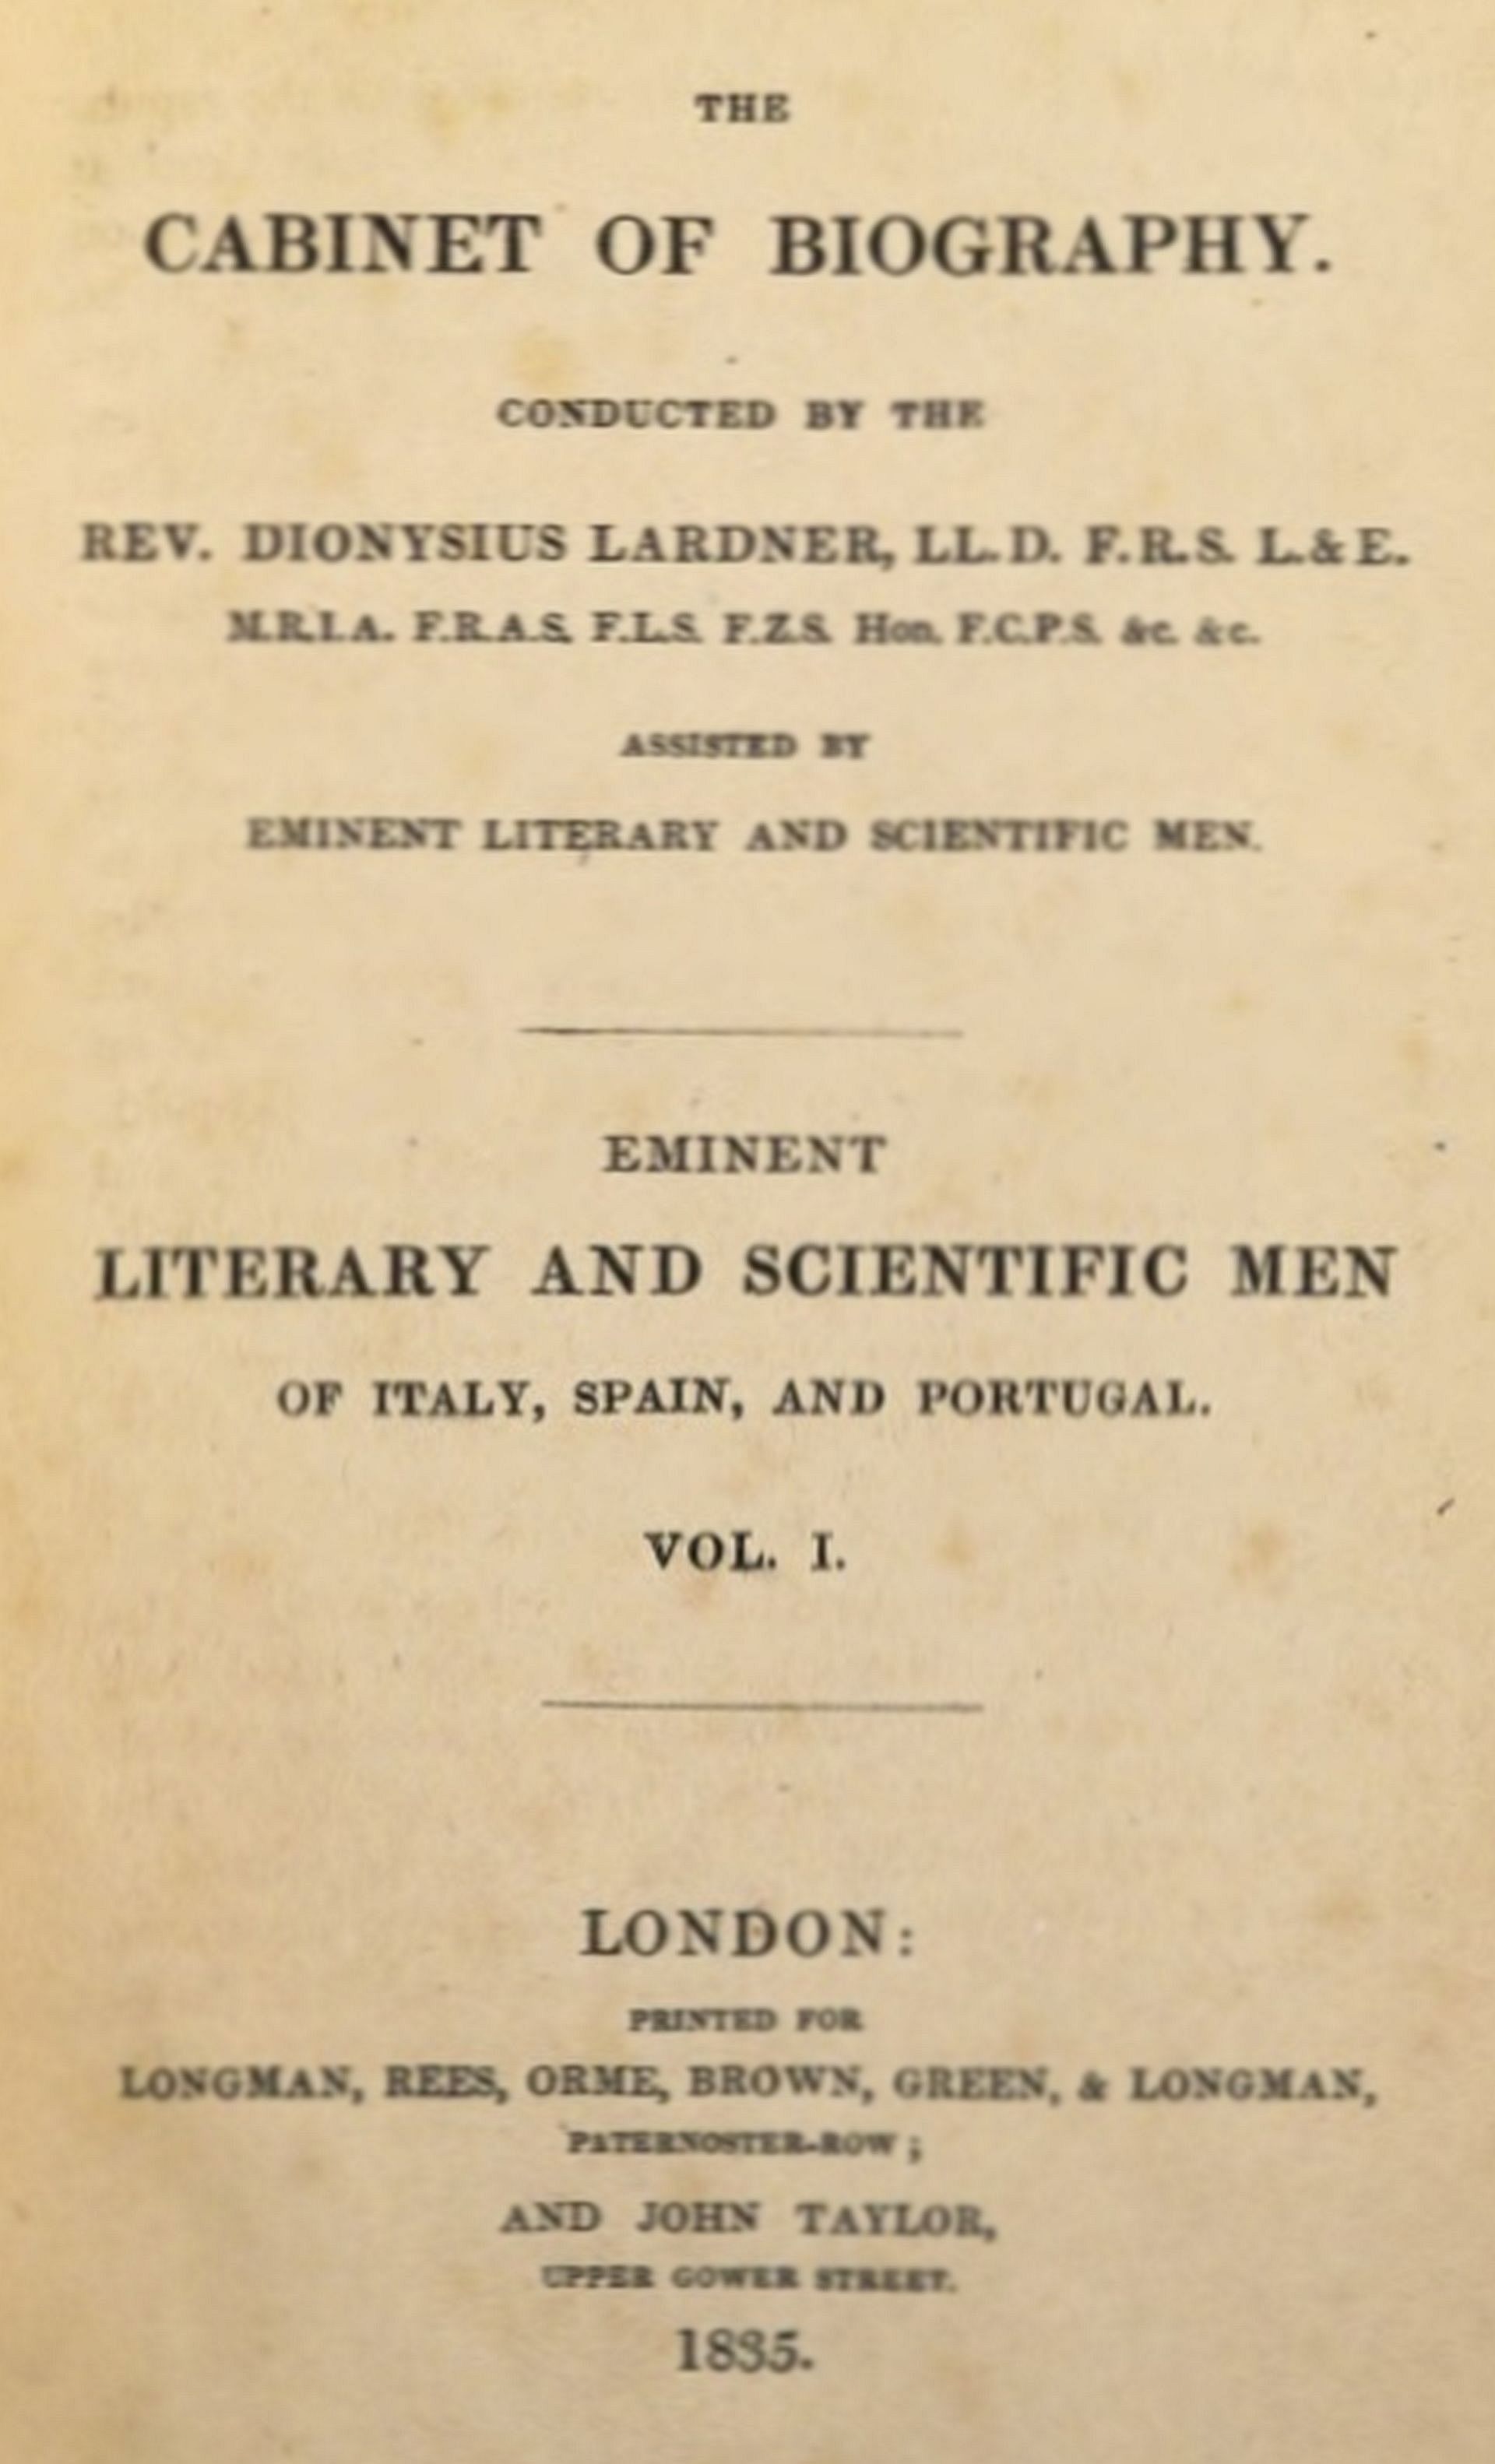 THE
CABINET OF BIOGRAPHY.
CONDUCTED BY THE
REV. DIONYSIUS LARDNER, LL.D. F.R.S. L.& E.
M.R.I.A. F.R.A.S. F.L.S. F.Z.S. Hon. F.C.P.S. &c. &c.
ASSISTED BY
EMINENT LITERARY AND SCIENTIFIC MEN.
EMINENT
LITERARY AND SCIENTIFIC MEN
OF ITALY, SPAIN, AND PORTUGAL.
VOL. I.
LONDON:
PRINTED FOR
LONGMAN, REES, ORME, BROWN, GREEN, & LONGMAN,
PATERNOSTER-ROW;
AND JOHN TAYLOR,
UPPER GOWER STREET.
1835.